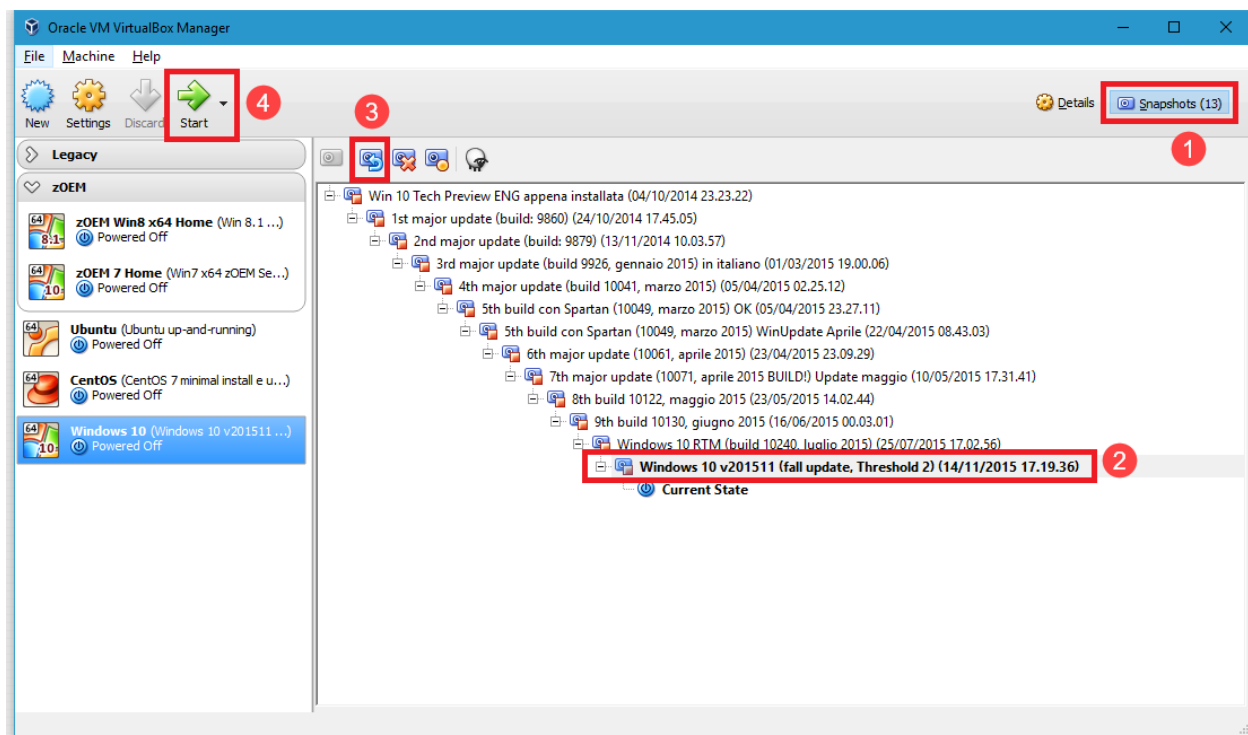 Oracle VM VirtualBox Manager
File Machine Help
New Settings Discard Start
4
3
Details
Snapshots (13)
1
Legacy
zOEM
64 8.1 zOEM Win8 x64 Home (Win 8.1 ...)
Powered Off
64 10 zOEM 7 Home (Win7 x64 zOEM Se...)
Powered Off
64 Ubuntu (Ubuntu up-and-running)
Powered Off
64 CentOS (CentOS 7 minimal install e u...)
Powered Off
64 10 Windows 10 (Windows 10 v201511 ...)
Powered Off
Win 10 Tech Preview ENG appena installata (04/10/2014 23.23.22)
1st major update (build: 9860) (24/10/2014 17.45.05)
2nd major update (build: 9879) (13/11/2014 10.03.57)
3rd major update (build 9926, gennaio 2015) in italiano (01/03/2015 19.00.06)
4th major update (build 10041, marzo 2015) (05/04/2015 02.25.12)
5th build con Spartan (10049, marzo 2015) OK (05/04/2015 23.27.11)
5th build con Spartan (10049, marzo 2015) WinUpdate Aprile (22/04/2015 08.43.03)
6th major update (10061, aprile 2015) (23/04/2015 23.09.29)
7th major update (10071, aprile 2015 BUILD!) Update maggio (10/05/2015 17.31.41)
8th build 10122, maggio 2015 (23/05/2015 14.02.44)
9th build 10130, giugno 2015 (16/06/2015 00.03.01)
Windows 10 RTM (build 10240, luglio 2015) (25/07/2015 17.02.56)
Windows 10 v201511 (fall update, Threshold 2) (14/11/2015 17.19.36)
2
Current State